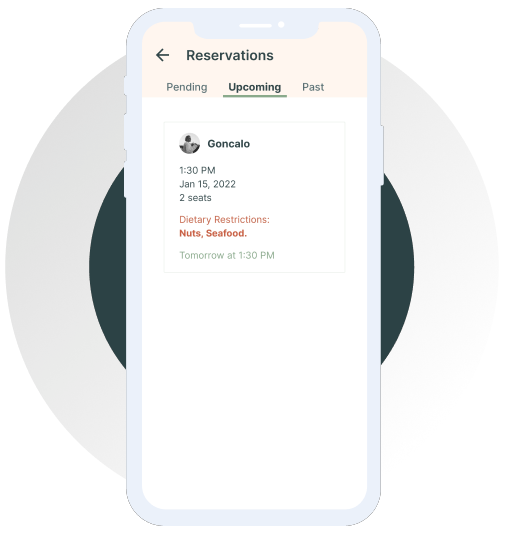 Reservations
Pending Upcoming Past
Goncalo
1:30 PM
Jan 15, 2022
2 seats
Dietary Restrictions:
Nuts, Seafood.
Tomorrow at 1:30 PM